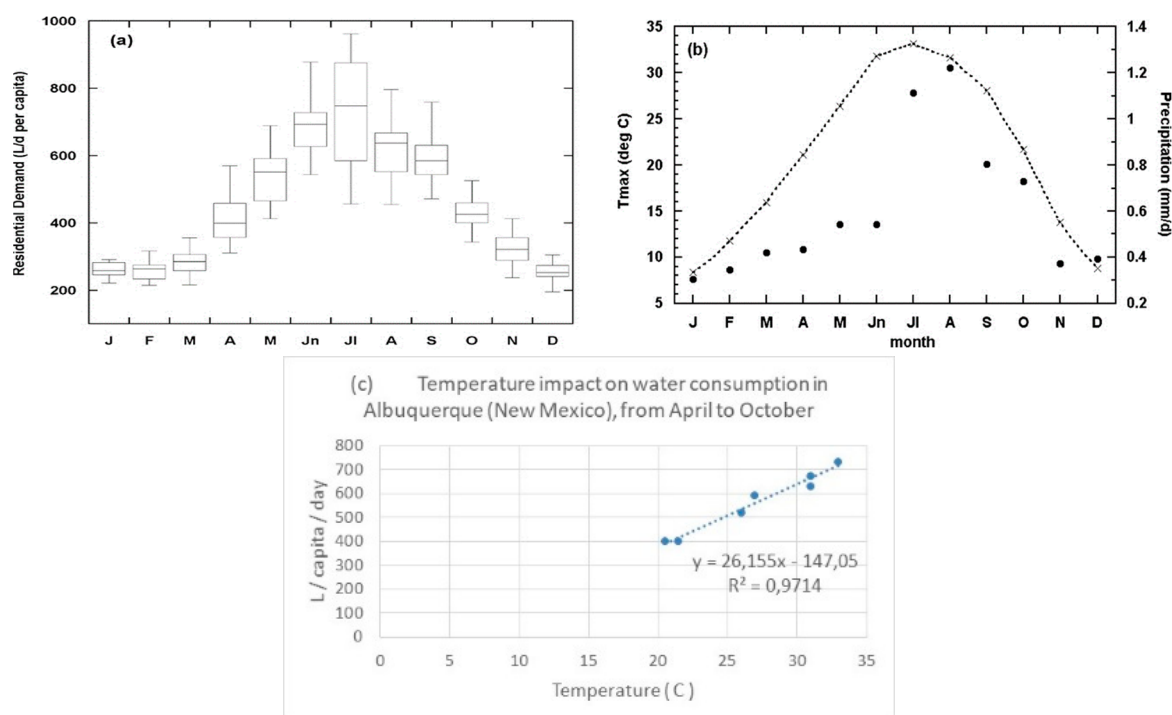 (a)
Residential Demand (L/d per capita)
1000
800
600
400
200
J F M A M Jn Jl A S O N D
(b)
Tmax (deg C)
35
30
25
20
15
10
5
Precipitation (mm/d)
1.4
1.2
1
0.8
0.6
0.4
0.2
J F M A M Jn Jl A S O N D
month
(c) Temperature impact on water consumption in
Albuquerque (New Mexico), from April to October
L / capita / day
800
700
600
500
400
300
200
100
0
y = 26,155x - 147,05
R² = 0,9714
0 5 10 15 20 25 30 35
Temperature ( C )